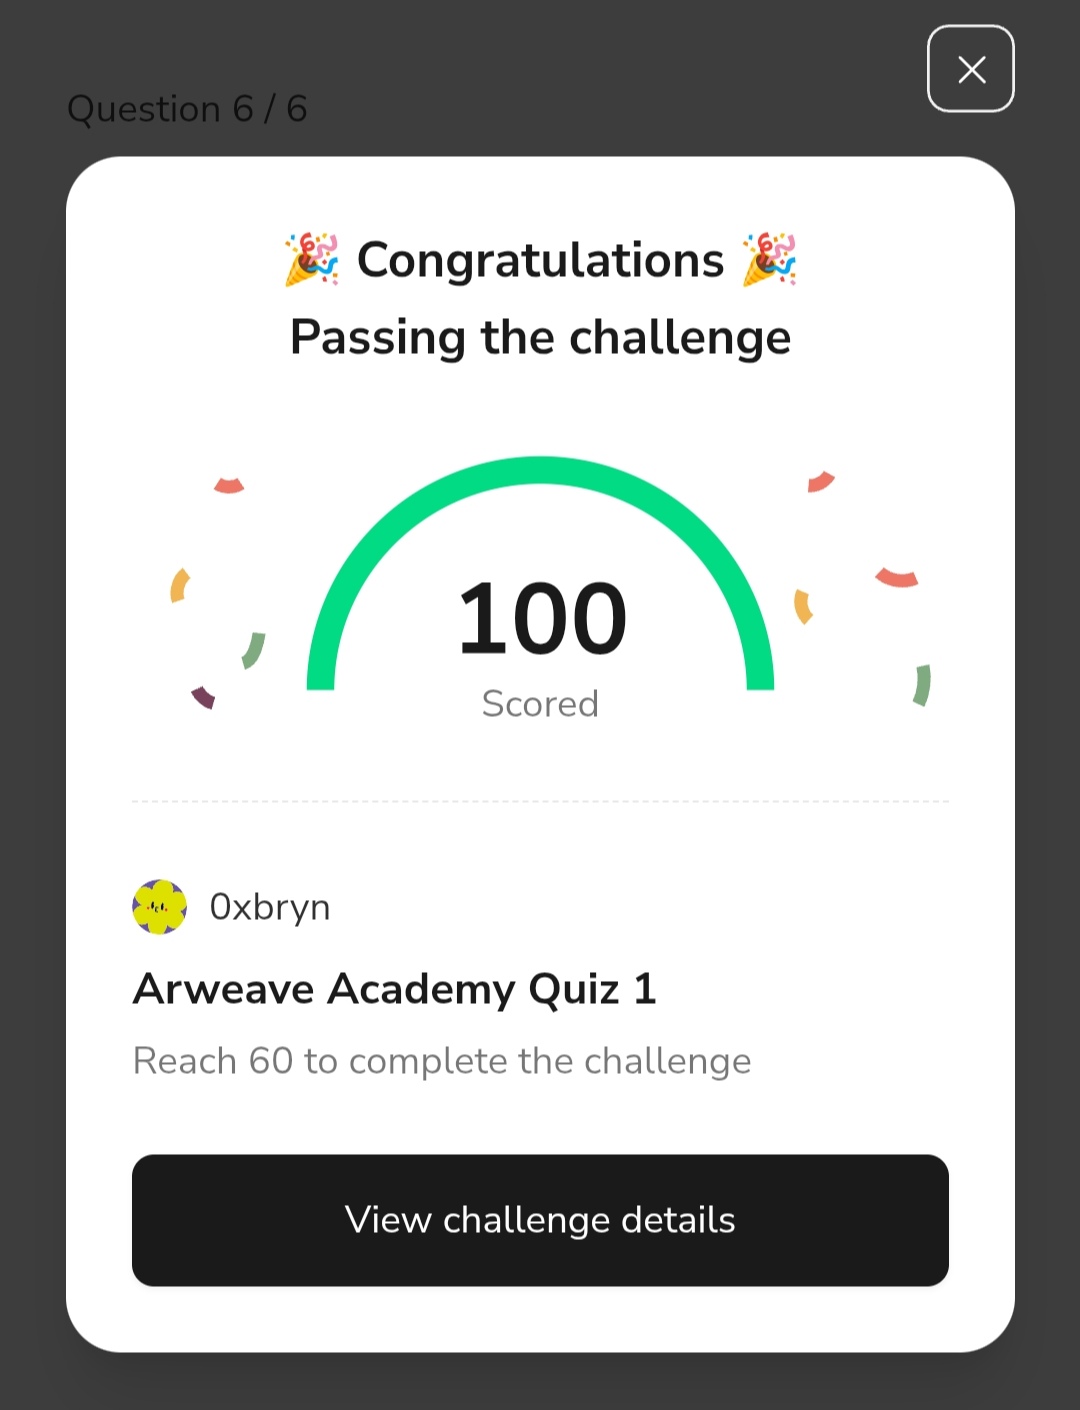 Question 6 / 6
🎉 Congratulations 🎉
Passing the challenge
100
Scored
0xbryn
Arweave Academy Quiz 1
Reach 60 to complete the challenge
View challenge details